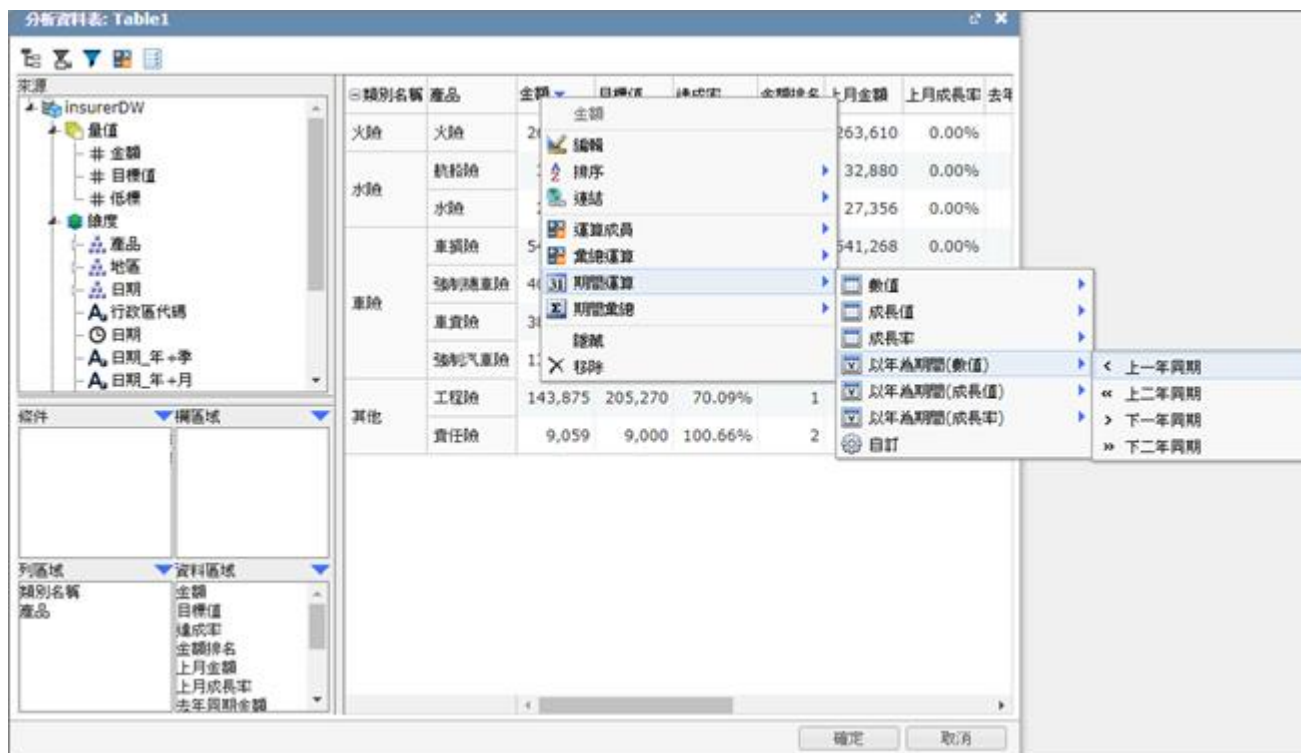 分析資料表: Table1
來源
insurerDW
量值
金額
目標值
低標
維度
產品
地區
日期
行政區代碼
日期
日期_年+季
日期_年+月
條件
欄區域
列區域
類別名稱
產品
資料區域
金額
目標值
達成率
金額排名
上月金額
上月成長率
去年同期金額
類別名稱 產品 金額 目標值 達成率 金額排名 上月金額 上月成長率
火險 火險 263,610 0.00%
水險 航船險 32,880 0.00%
水險 27,356 0.00%
車險 車損險 541,268 0.00%
強制機車險
車責險
強制汽車險
其他 工程險 143,875 205,270 70.09% 1
責任險 9,059 9,000 100.66% 2
金額
編輯
排序
連結
運算成員
彙總運算
期間運算
期間彙總
隱藏
移除
數值
成長值
成長率
以年為期間(數值)
以年為期間(成長值)
以年為期間(成長率)
自訂
上一年同期
上二年同期
下一年同期
下二年同期
確定 取消